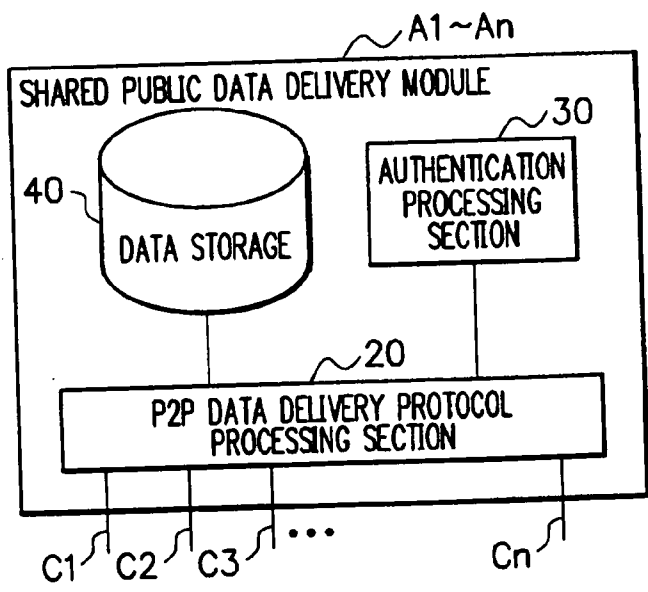 A1~An
SHARED PUBLIC DATA DELIVERY MODULE
30
40
DATA STORAGE
AUTHENTICATION
PROCESSING
SECTION
20
P2P DATA DELIVERY PROTOCOL
PROCESSING SECTION
C1 C2 C3 ••• Cn